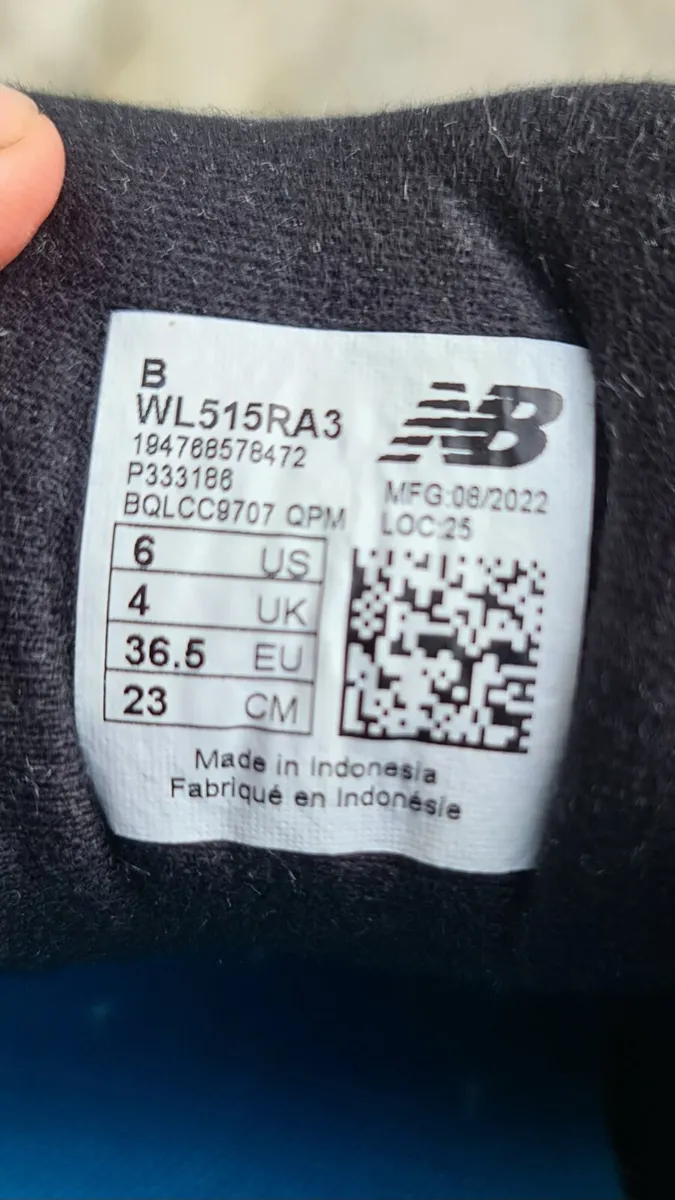 B
WL515RA3
194768578472
P333186
BQLCC9707 QPM
NB
MFG:08/2022
LOC:25
6 US
4 UK
36.5 EU
23 CM
Made in Indonesia
Fabriqué en Indonésie